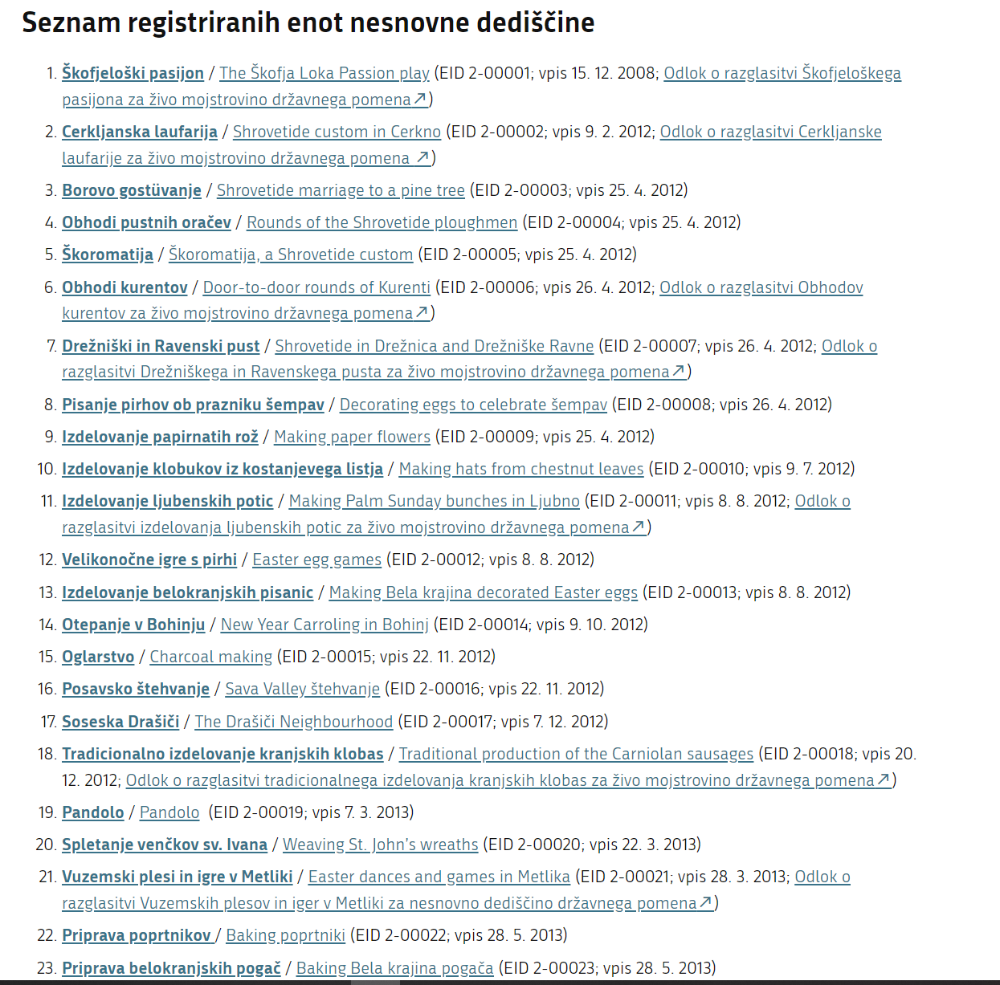 Seznam registriranih enot nesnovne dediščine
1. Škofjeloški pasijon / The Škofja Loka Passion play (EID 2-00001; vpis 15. 12. 2008; Odlok o razglasitvi Škofjeloškega
pasijona za živo mojstrovino državnega pomena↗)
2. Cerkljanska laufarija / Shrovetide custom in Cerkno (EID 2-00002; vpis 9. 2. 2012; Odlok o razglasitvi Cerkljanske
laufarije za živo mojstrovino državnega pomena ↗)
3. Borovo gostüvanje / Shrovetide marriage to a pine tree (EID 2-00003; vpis 25. 4. 2012)
4. Obhodi pustnih oračev / Rounds of the Shrovetide ploughmen (EID 2-00004; vpis 25. 4. 2012)
5. Škoromatija / Škoromatija, a Shrovetide custom (EID 2-00005; vpis 25. 4. 2012)
6. Obhodi kurentov / Door-to-door rounds of Kurenti (EID 2-00006; vpis 26. 4. 2012; Odlok o razglasitvi Obhodov
kurentov za živo mojstrovino državnega pomena↗)
7. Drežniški in Ravenski pust / Shrovetide in Drežnica and Drežniške Ravne (EID 2-00007; vpis 26. 4. 2012; Odlok o
razglasitvi Drežniškega in Ravenskega pusta za živo mojstrovino državnega pomena↗)
8. Pisanje pirhov ob prazniku šempav / Decorating eggs to celebrate šempav (EID 2-00008; vpis 26. 4. 2012)
9. Izdelovanje papirnatih rož / Making paper flowers (EID 2-00009; vpis 25. 4. 2012)
10. Izdelovanje klobukov iz kostanjevega listja / Making hats from chestnut leaves (EID 2-00010; vpis 9. 7. 2012)
11. Izdelovanje ljubenskih potic / Making Palm Sunday bunches in Ljubno (EID 2-00011; vpis 8. 8. 2012; Odlok o
razglasitvi izdelovanja ljubenskih potic za živo mojstrovino državnega pomena↗)
12. Velikonočne igre s pirhi / Easter egg games (EID 2-00012; vpis 8. 8. 2012)
13. Izdelovanje belokranjskih pisanic / Making Bela krajina decorated Easter eggs (EID 2-00013; vpis 8. 8. 2012)
14. Otepanje v Bohinju / New Year Carroling in Bohinj (EID 2-00014; vpis 9. 10. 2012)
15. Oglarstvo / Charcoal making (EID 2-00015; vpis 22. 11. 2012)
16. Posavsko štehvanje / Sava Valley štehvanje (EID 2-00016; vpis 22. 11. 2012)
17. Soseska Drašiči / The Drašiči Neighbourhood (EID 2-00017; vpis 7. 12. 2012)
18. Tradicionalno izdelovanje kranjskih klobas / Traditional production of the Carniolan sausages (EID 2-00018; vpis 20.
12. 2012; Odlok o razglasitvi tradicionalnega izdelovanja kranjskih klobas za živo mojstrovino državnega pomena↗)
19. Pandolo / Pandolo (EID 2-00019; vpis 7. 3. 2013)
20. Spletanje venčkov sv. Ivana / Weaving St. John's wreaths (EID 2-00020; vpis 22. 3. 2013)
21. Vuzemski plesi in igre v Metliki / Easter dances and games in Metlika (EID 2-00021; vpis 28. 3. 2013; Odlok o
razglasitvi Vuzemskih plesov in iger v Metliki za nesnovno dediščino državnega pomena↗)
22. Priprava poprtnikov / Baking poprtniki (EID 2-00022; vpis 28. 5. 2013)
23. Priprava belokranjskih pogač / Baking Bela krajina pogača (EID 2-00023; vpis 28. 5. 2013)